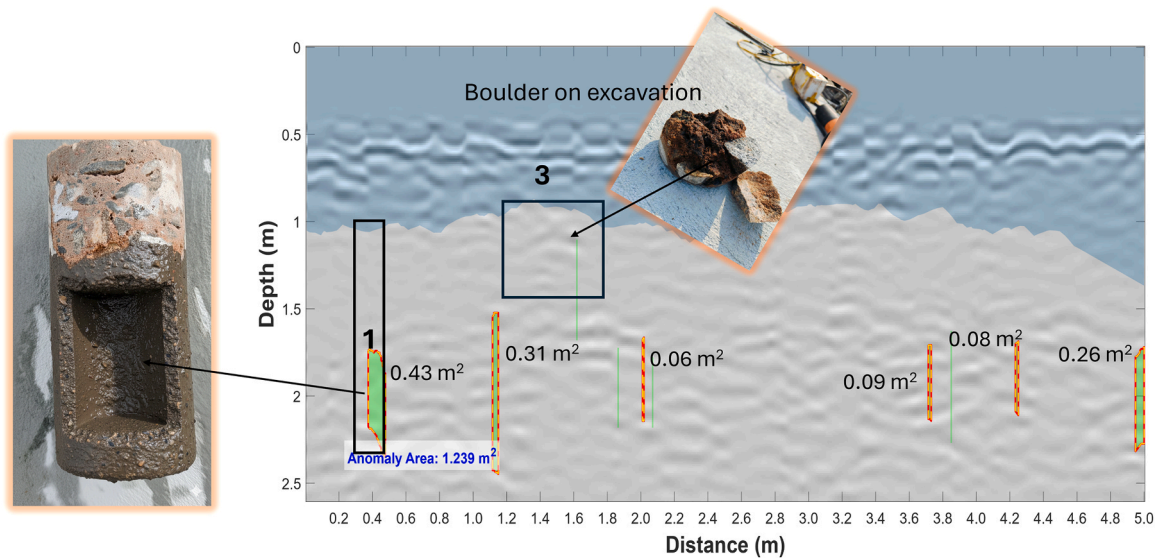 Boulder on excavation
3
1
0.43 m²
0.31 m²
0.06 m²
0.09 m²
0.08 m²
0.26 m²
Anomaly Area: 1.239 m²
Depth (m)
0
0.5
1
1.5
2
2.5
0.2 0.4 0.6 0.8 1.0 1.2 1.4 1.6 1.8 2.0 2.2 2.4 2.6 2.8 3.0 3.2 3.4 3.6 3.8 4.0 4.2 4.4 4.6 4.8 5.0
Distance (m)